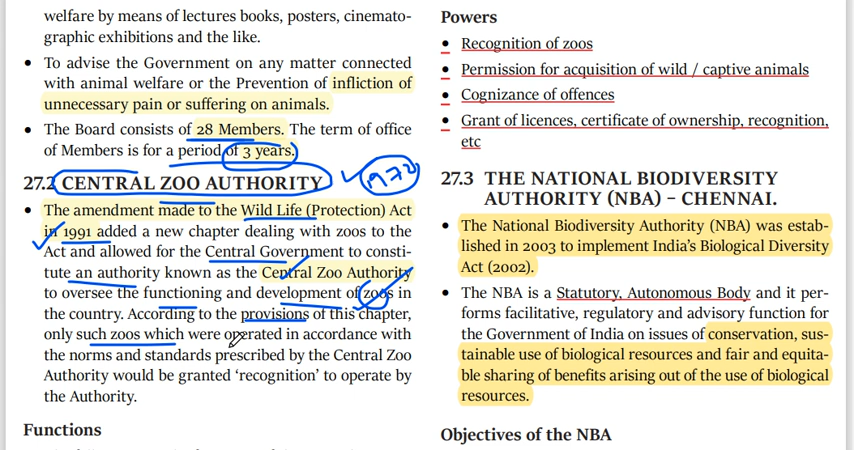 welfare by means of lectures books, posters, cinemato-
graphic exhibitions and the like.
• To advise the Government on any matter connected
with animal welfare or the Prevention of infliction of
unnecessary pain or suffering on animals.
• The Board consists of 28 Members. The term of office
of Members is for a period of 3 years.
27.2 CENTRAL ZOO AUTHORITY
1972
• The amendment made to the Wild Life (Protection) Act
in 1991 added a new chapter dealing with zoos to the
Act and allowed for the Central Government to consti-
tute an authority known as the Central Zoo Authority
to oversee the functioning and development of zoos in
the country. According to the provisions of this chapter,
only such zoos which were operated in accordance with
the norms and standards prescribed by the Central Zoo
Authority would be granted ‘recognition’ to operate by
the Authority.
Functions
Powers
• Recognition of zoos
• Permission for acquisition of wild / captive animals
• Cognizance of offences
• Grant of licences, certificate of ownership, recognition,
etc
27.3 THE NATIONAL BIODIVERSITY
AUTHORITY (NBA) – CHENNAI.
• The National Biodiversity Authority (NBA) was estab-
lished in 2003 to implement India’s Biological Diversity
Act (2002).
• The NBA is a Statutory, Autonomous Body and it per-
forms facilitative, regulatory and advisory function for
the Government of India on issues of conservation, sus-
tainable use of biological resources and fair and equita-
ble sharing of benefits arising out of the use of biological
resources.
Objectives of the NBA